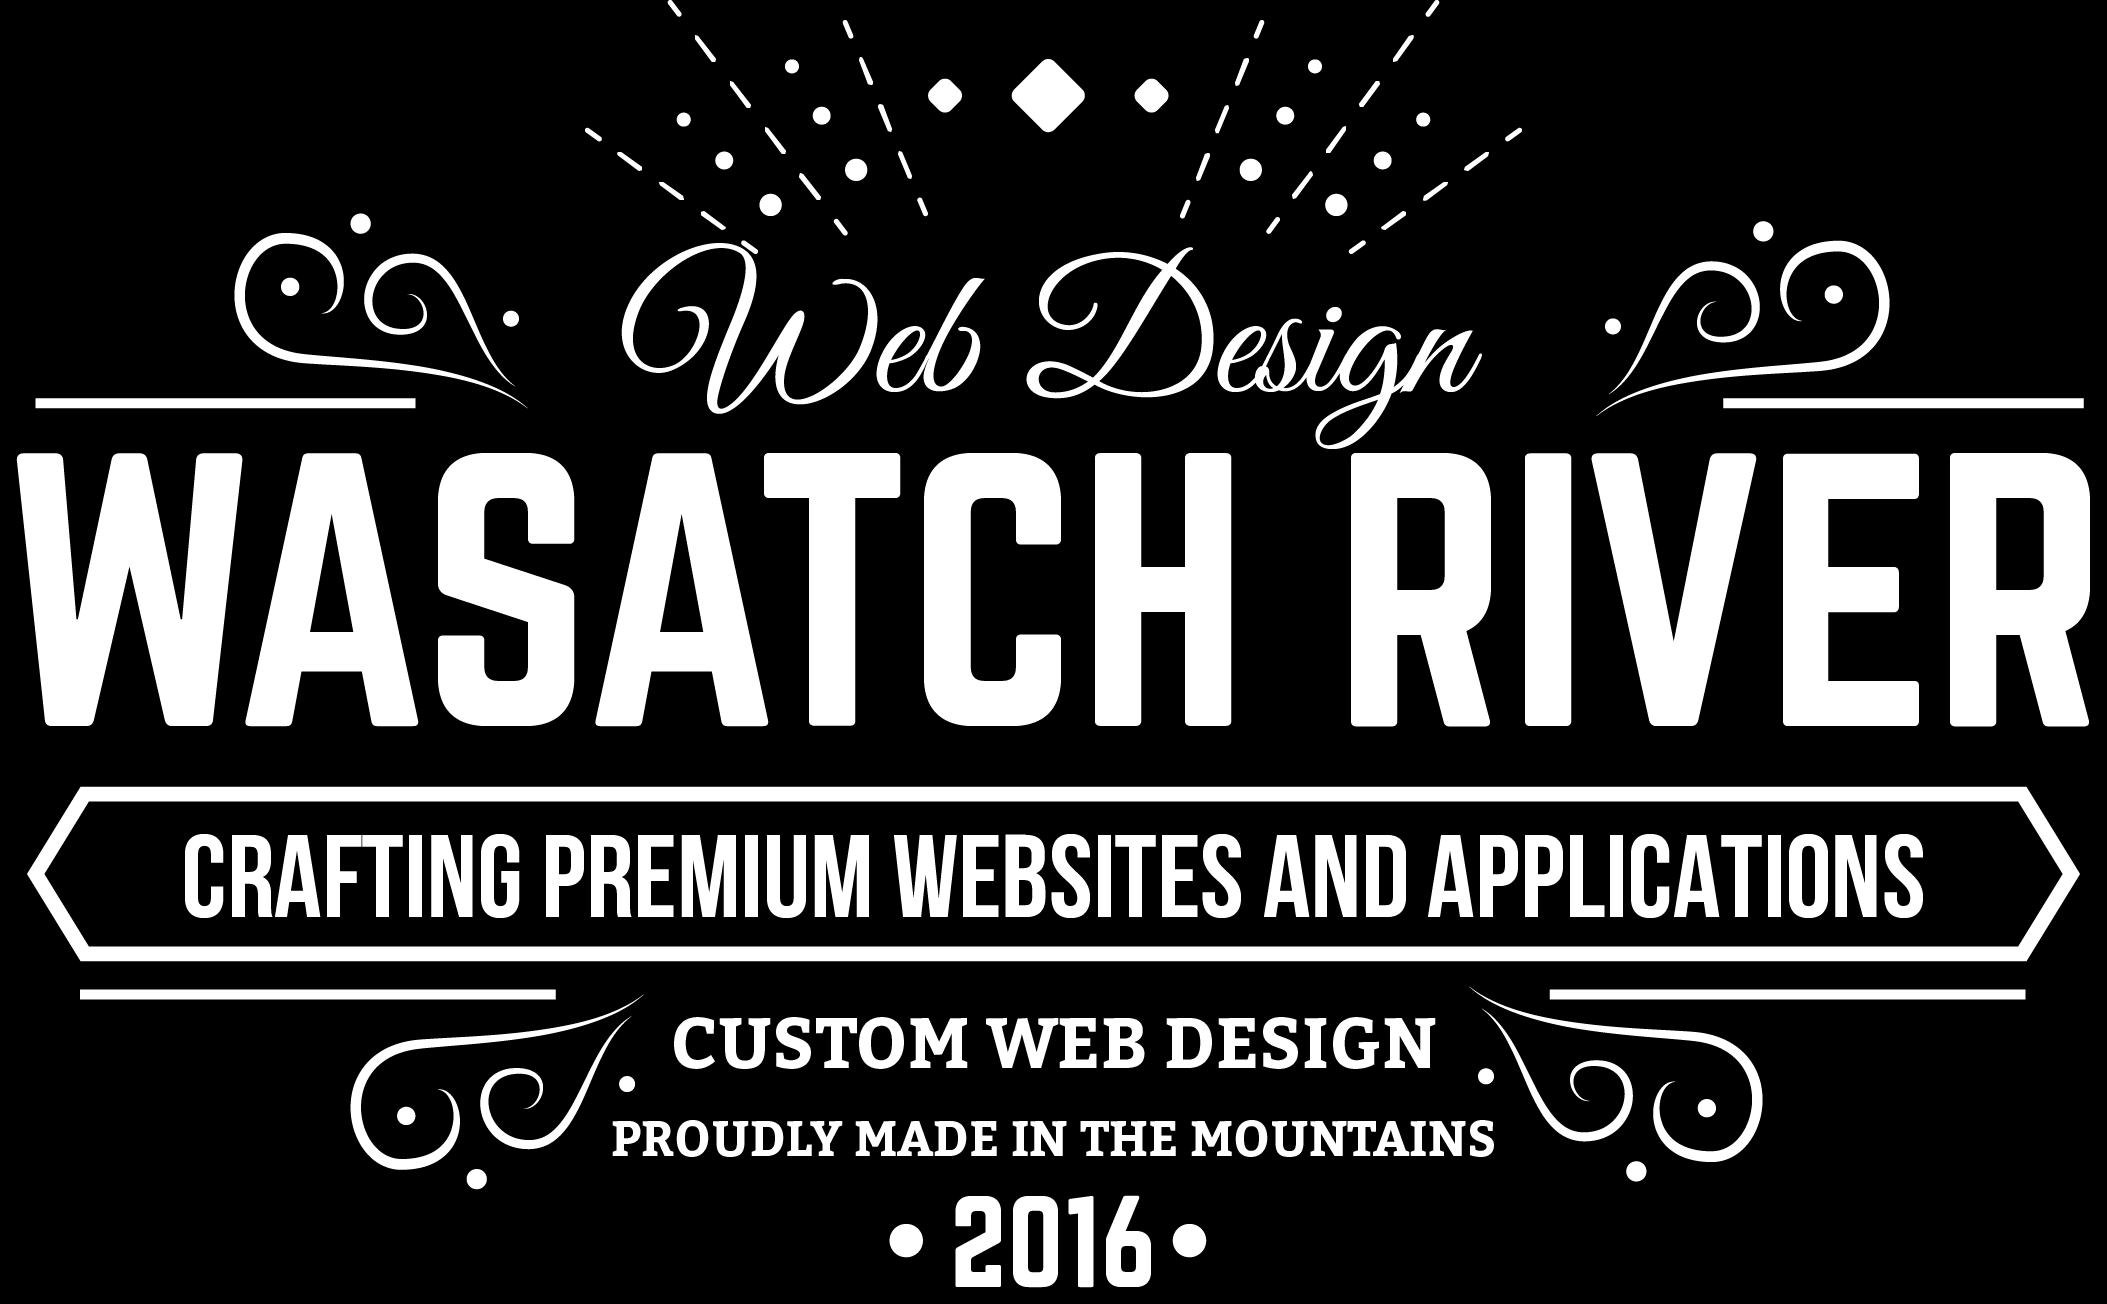 Web Design
WASATCH RIVER
CRAFTING PREMIUM WEBSITES AND APPLICATIONS
CUSTOM WEB DESIGN
PROUDLY MADE IN THE MOUNTAINS
• 2016 •